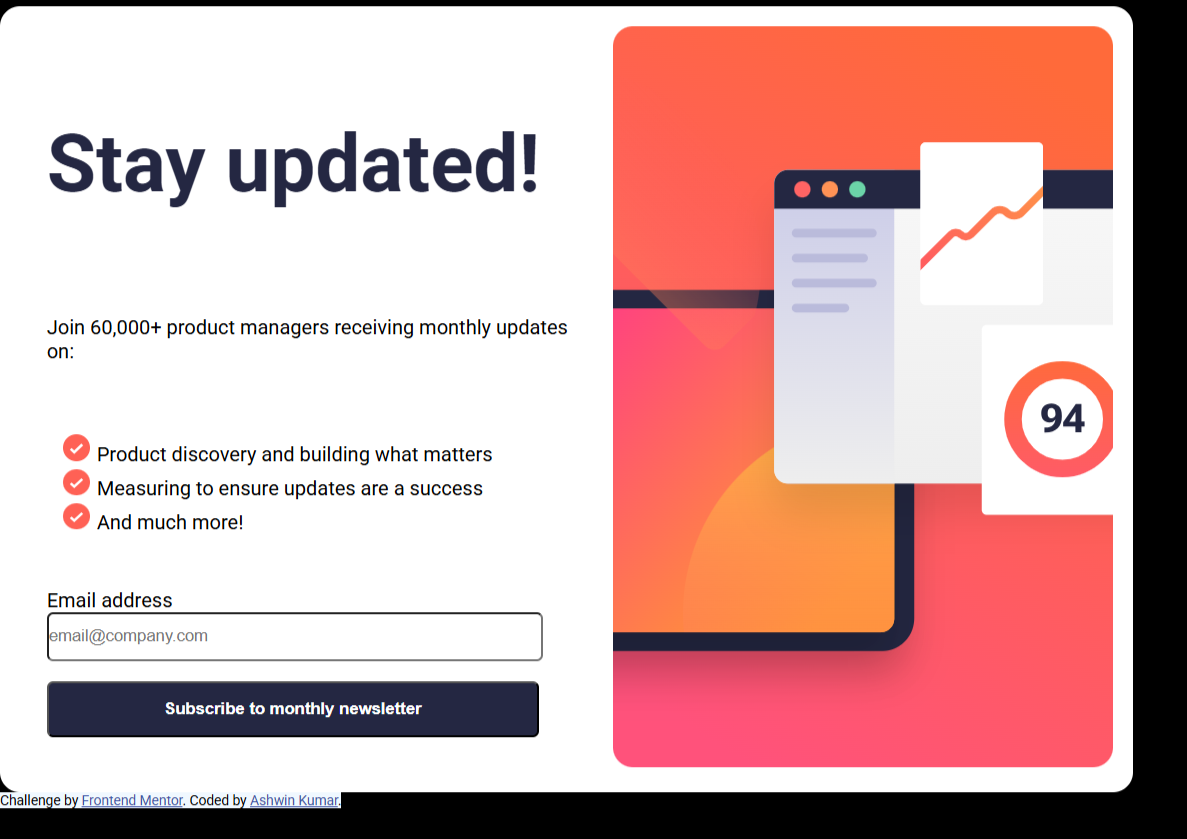 Stay updated!
Join 60,000+ product managers receiving monthly updates
on:
Product discovery and building what matters
Measuring to ensure updates are a success
And much more!
Email address
email@company.com
Subscribe to monthly newsletter
94
Challenge by Frontend Mentor. Coded by Ashwin Kumar.